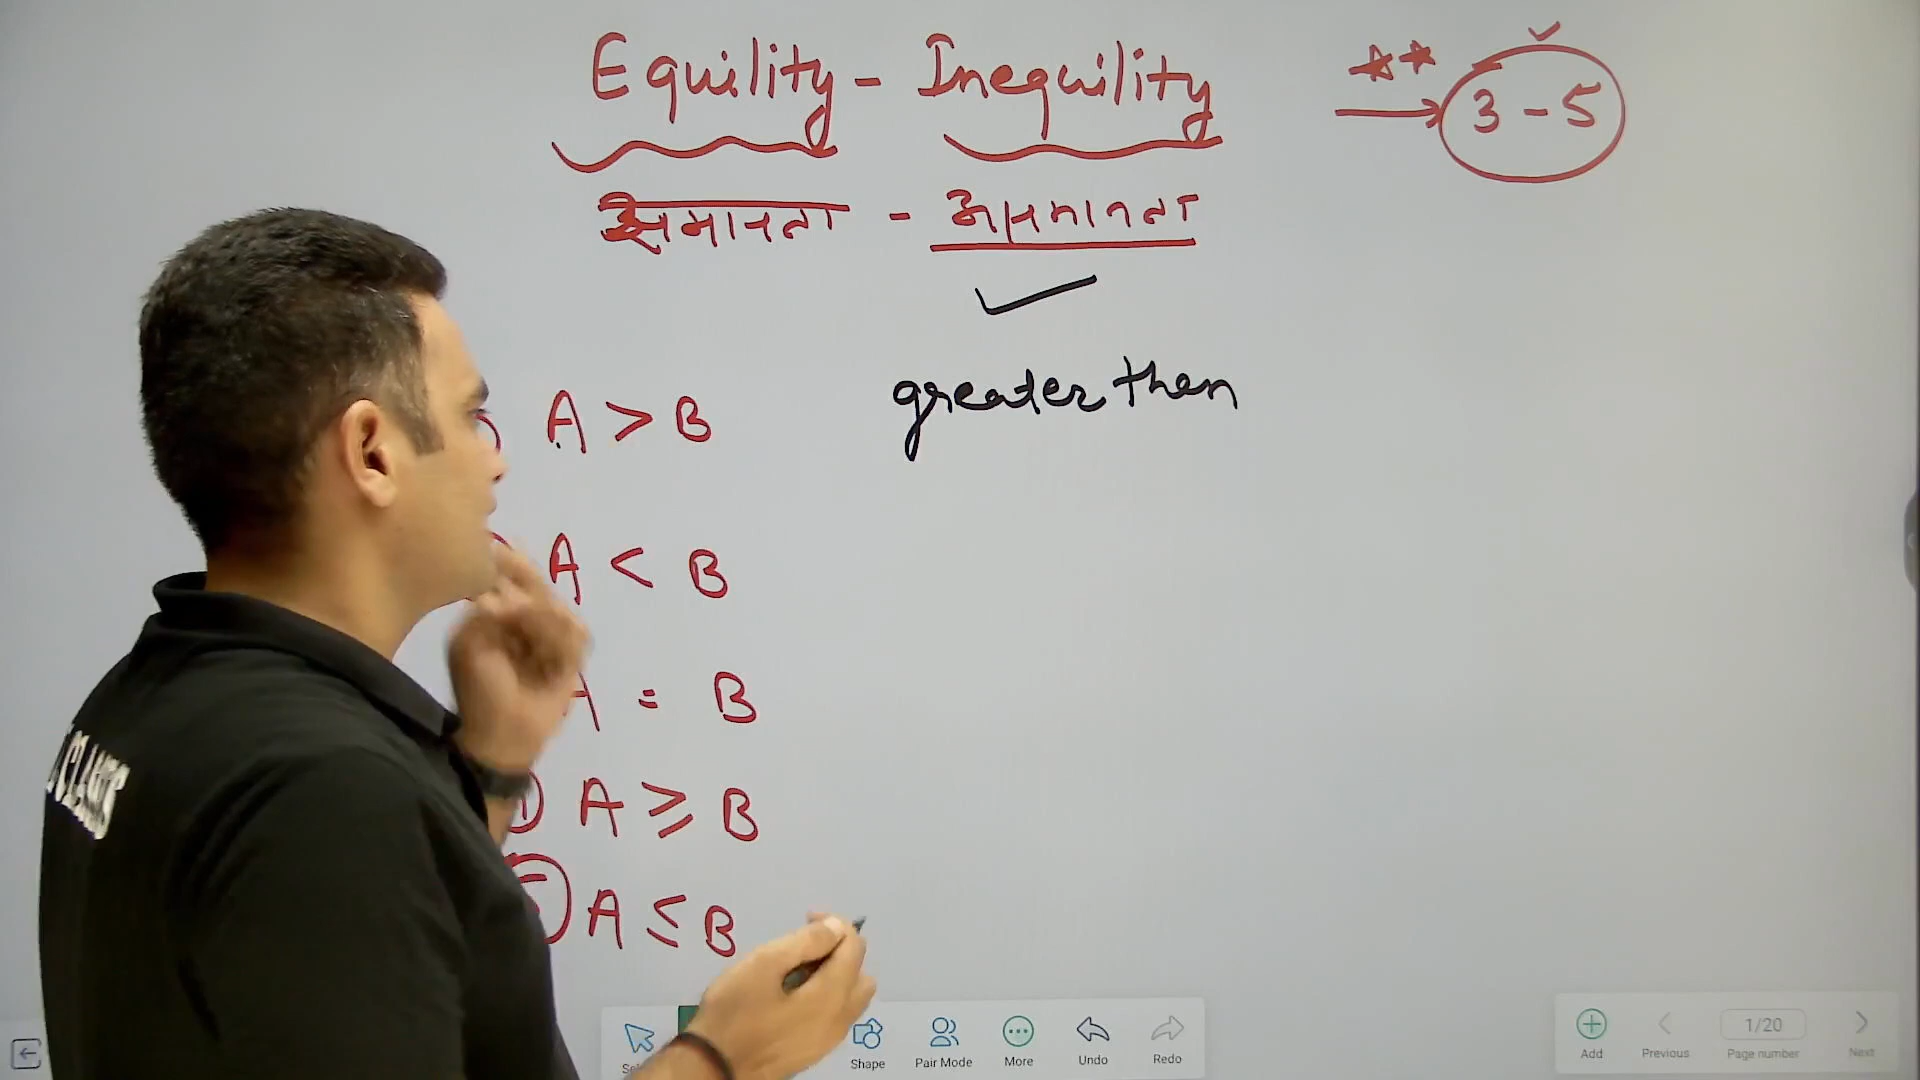 Equility - Inequility
★★ → 3 - 5
समानता - असमानता
greater then
A > B
A < B
A = B
A ≥ B
A ≤ B
Shape
Pair Mode
More
Undo
Redo
Add
Previous
1/20
Page number
Next